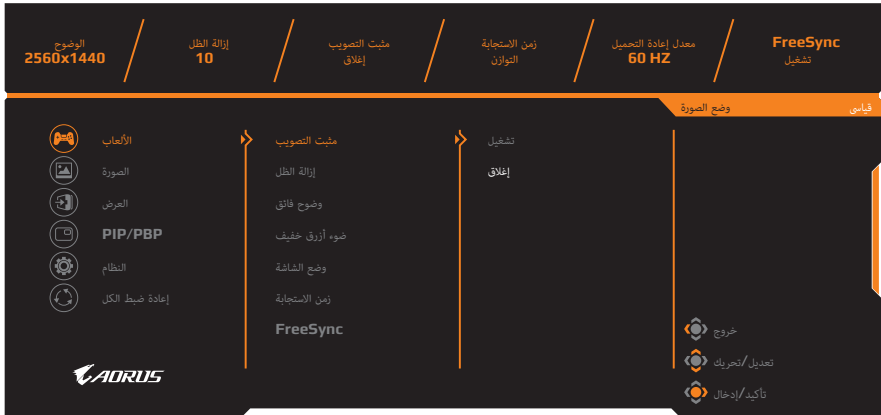 FreeSync
تشغيل
معدل إعادة التحميل
60 HZ
زمن الاستجابة
التوازن
مثبت التصويب
إغلاق
إزالة الظل
10
الوضوح
2560x1440
قياسي
وضع الصورة
الألعاب
الصورة
العرض
PIP/PBP
النظام
إعادة ضبط الكل
مثبت التصويب
إزالة الظل
وضوح فائق
ضوء أزرق خفيف
وضع الشاشة
زمن الاستجابة
FreeSync
تشغيل
إغلاق
خروج
تعديل/تحريك
تأكيد/إدخال
AORUS